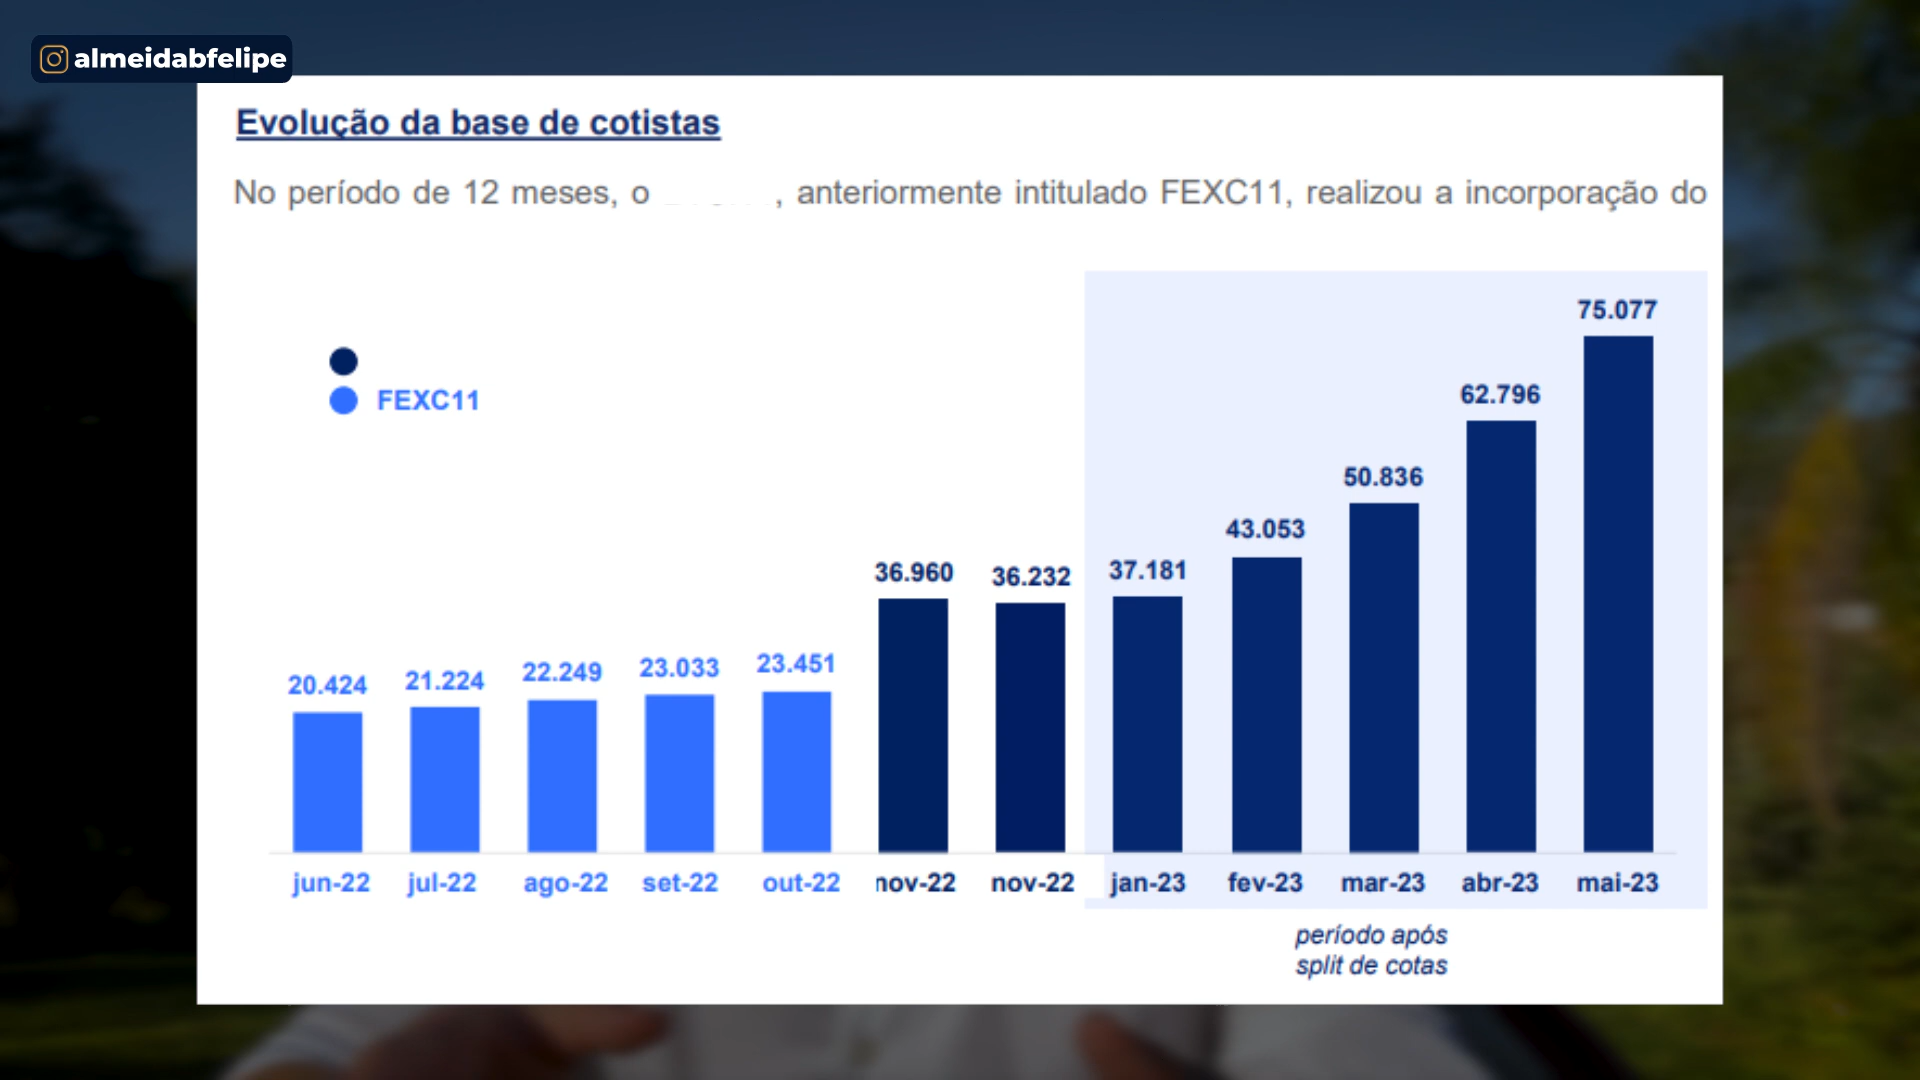 almeidabfelipe
Evolução da base de cotistas
No período de 12 meses, o , anteriormente intitulado FEXC11, realizou a incorporação do
FEXC11
20.424 21.224 22.249 23.033 23.451 36.960 36.232 37.181 43.053 50.836 62.796 75.077
jun-22 jul-22 ago-22 set-22 out-22 nov-22 nov-22 jan-23 fev-23 mar-23 abr-23 mai-23
período após
split de cotas